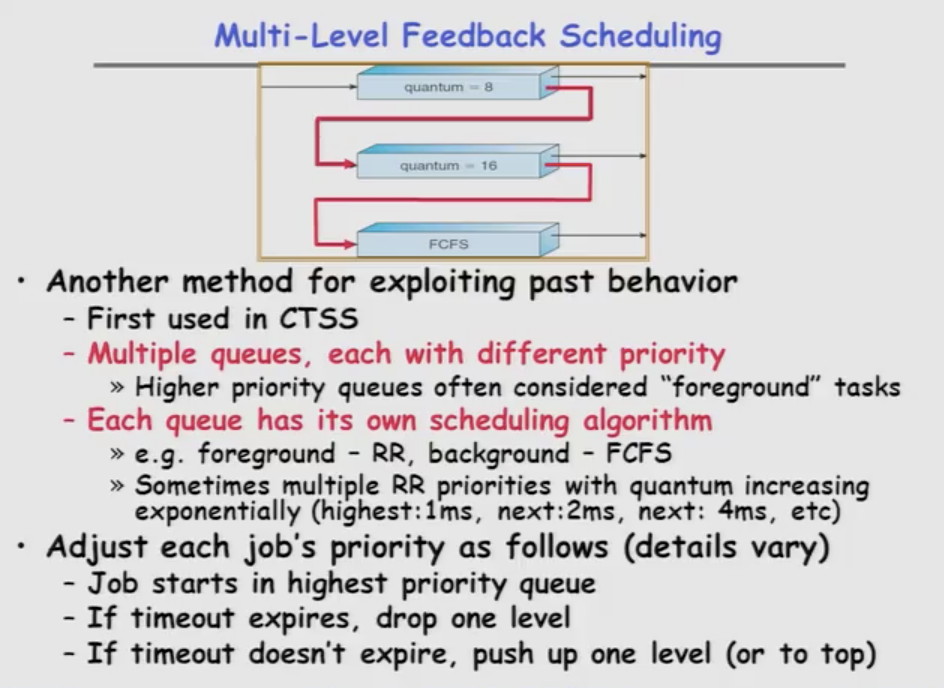 Multi-Level Feedback Scheduling
quantum = 8
quantum = 16
FCFS
• Another method for exploiting past behavior
– First used in CTSS
– Multiple queues, each with different priority
» Higher priority queues often considered “foreground” tasks
– Each queue has its own scheduling algorithm
» e.g. foreground – RR, background – FCFS
» Sometimes multiple RR priorities with quantum increasing
exponentially (highest:1ms, next:2ms, next: 4ms, etc)
• Adjust each job’s priority as follows (details vary)
– Job starts in highest priority queue
– If timeout expires, drop one level
– If timeout doesn’t expire, push up one level (or to top)